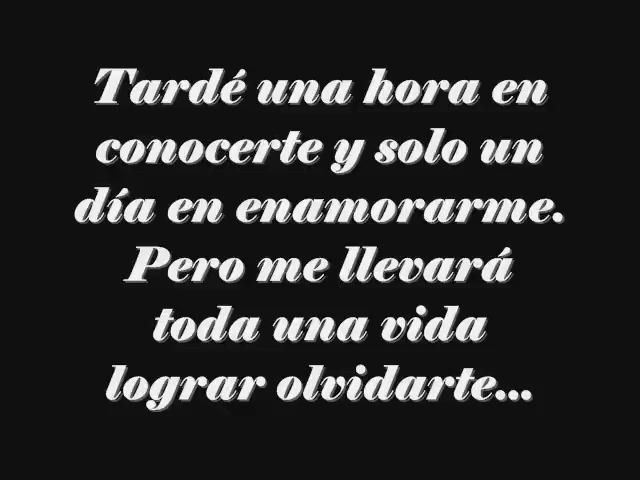 Tardé una hora en
conocerte y solo un
día en enamorarme.
Pero me llevará
toda una vida
lograr olvidarte...